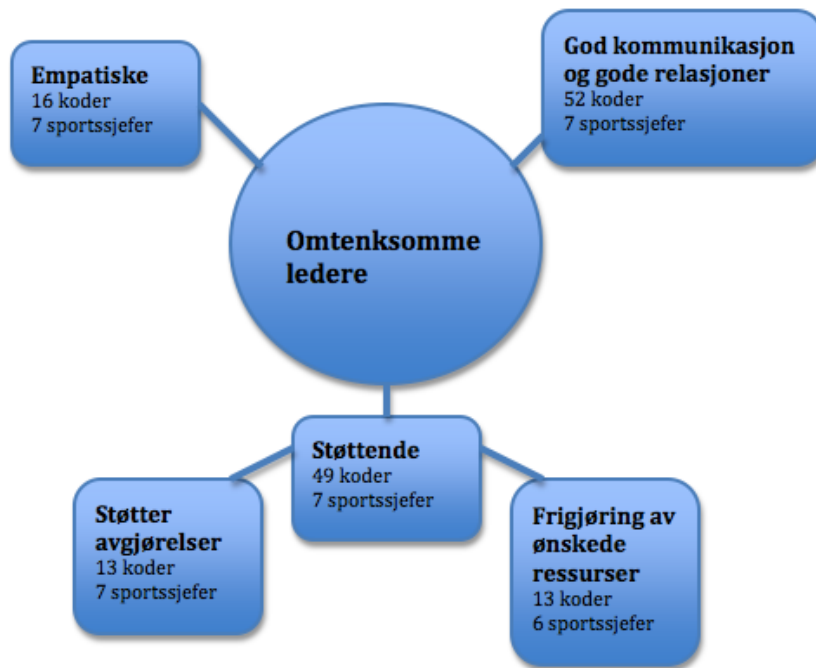 Empatiske
16 koder
7 sportssjefer
God kommunikasjon
og gode relasjoner
52 koder
7 sportssjefer
Omtenksomme
ledere
Støttende
49 koder
7 sportssjefer
Støtter
avgjørelser
13 koder
7 sportssjefer
Frigjøring av
ønskede
ressurser
13 koder
6 sportssjefer